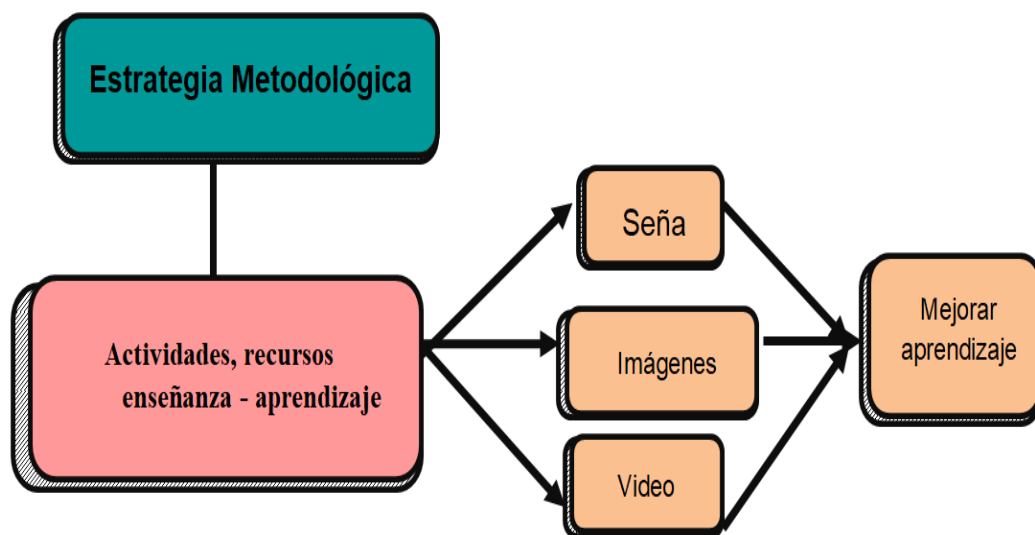 Estrategia Metodológica
Seña
Actividades, recursos
enseñanza - aprendizaje
Imágenes
Mejorar
aprendizaje
Video